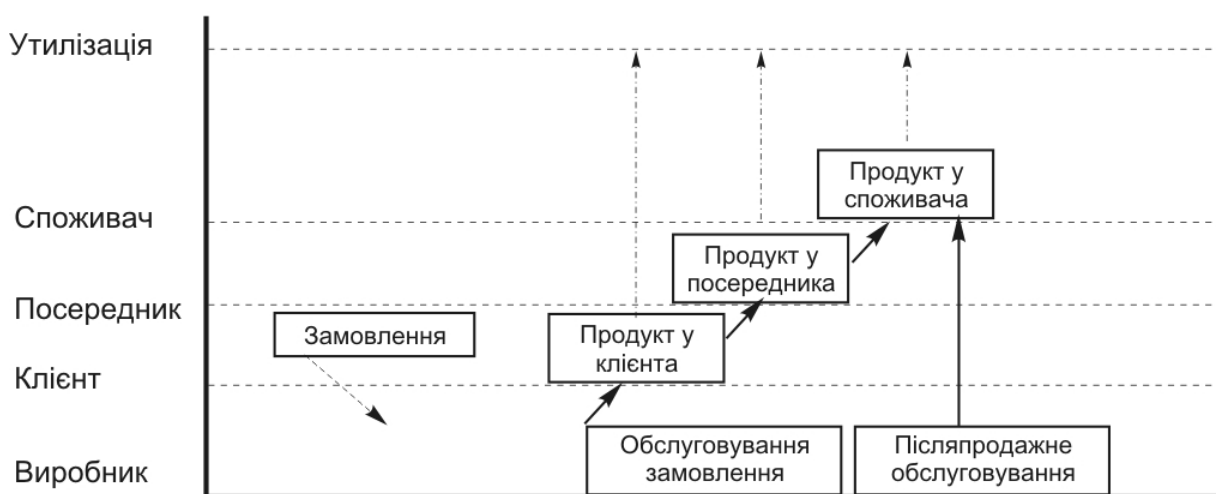 Утилізація
Продукт у
споживача
Споживач
Продукт у
посередника
Посередник
Замовлення
Продукт у
клієнта
Клієнт
Обслуговування
замовлення
Післяпродажне
обслуговування
Виробник